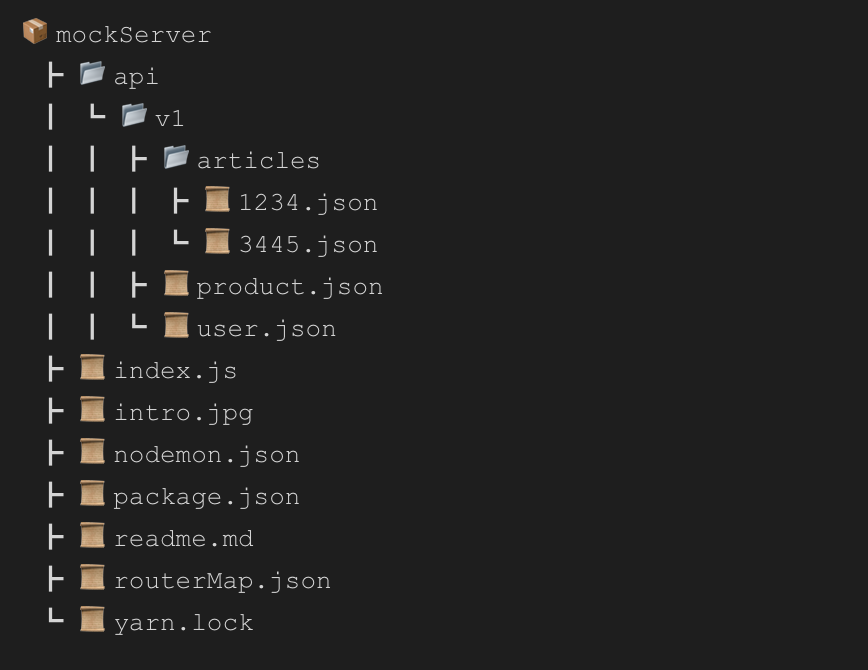 mockServer
api
v1
articles
1234.json
3445.json
product.json
user.json
index.js
intro.jpg
nodemon.json
package.json
readme.md
routerMap.json
yarn.lock